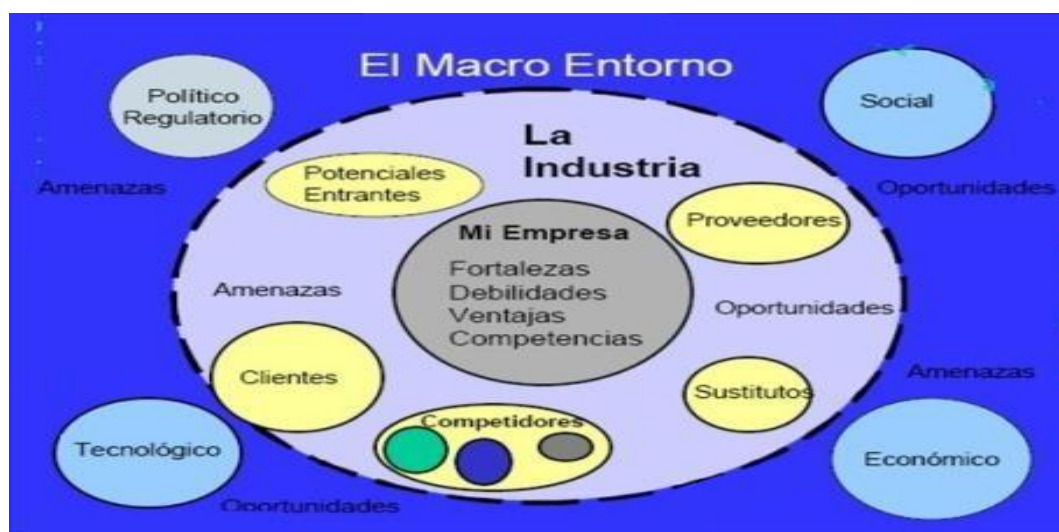 El Macro Entorno
Político
Regulatorio
Social
La
Industria
Amenazas
Potenciales
Entrantes
Oportunidades
Proveedores
Mi Empresa
Fortalezas
Debilidades
Ventajas
Competencias
Amenazas
Oportunidades
Clientes
Sustitutos
Amenazas
Competidores
Tecnológico
Económico
Oportunidades